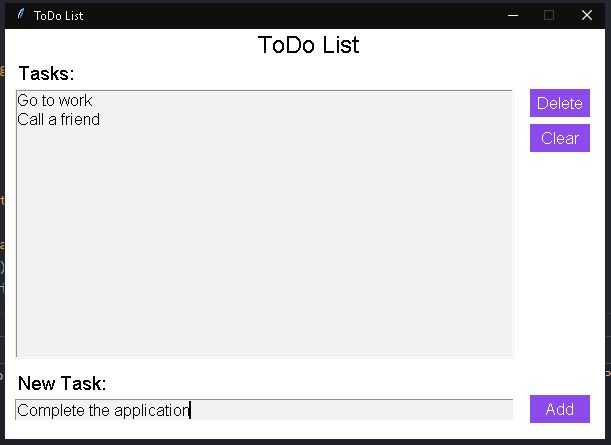 ToDo List
ToDo List
Tasks:
Go to work
Call a friend
Delete
Clear
New Task:
Complete the application
Add